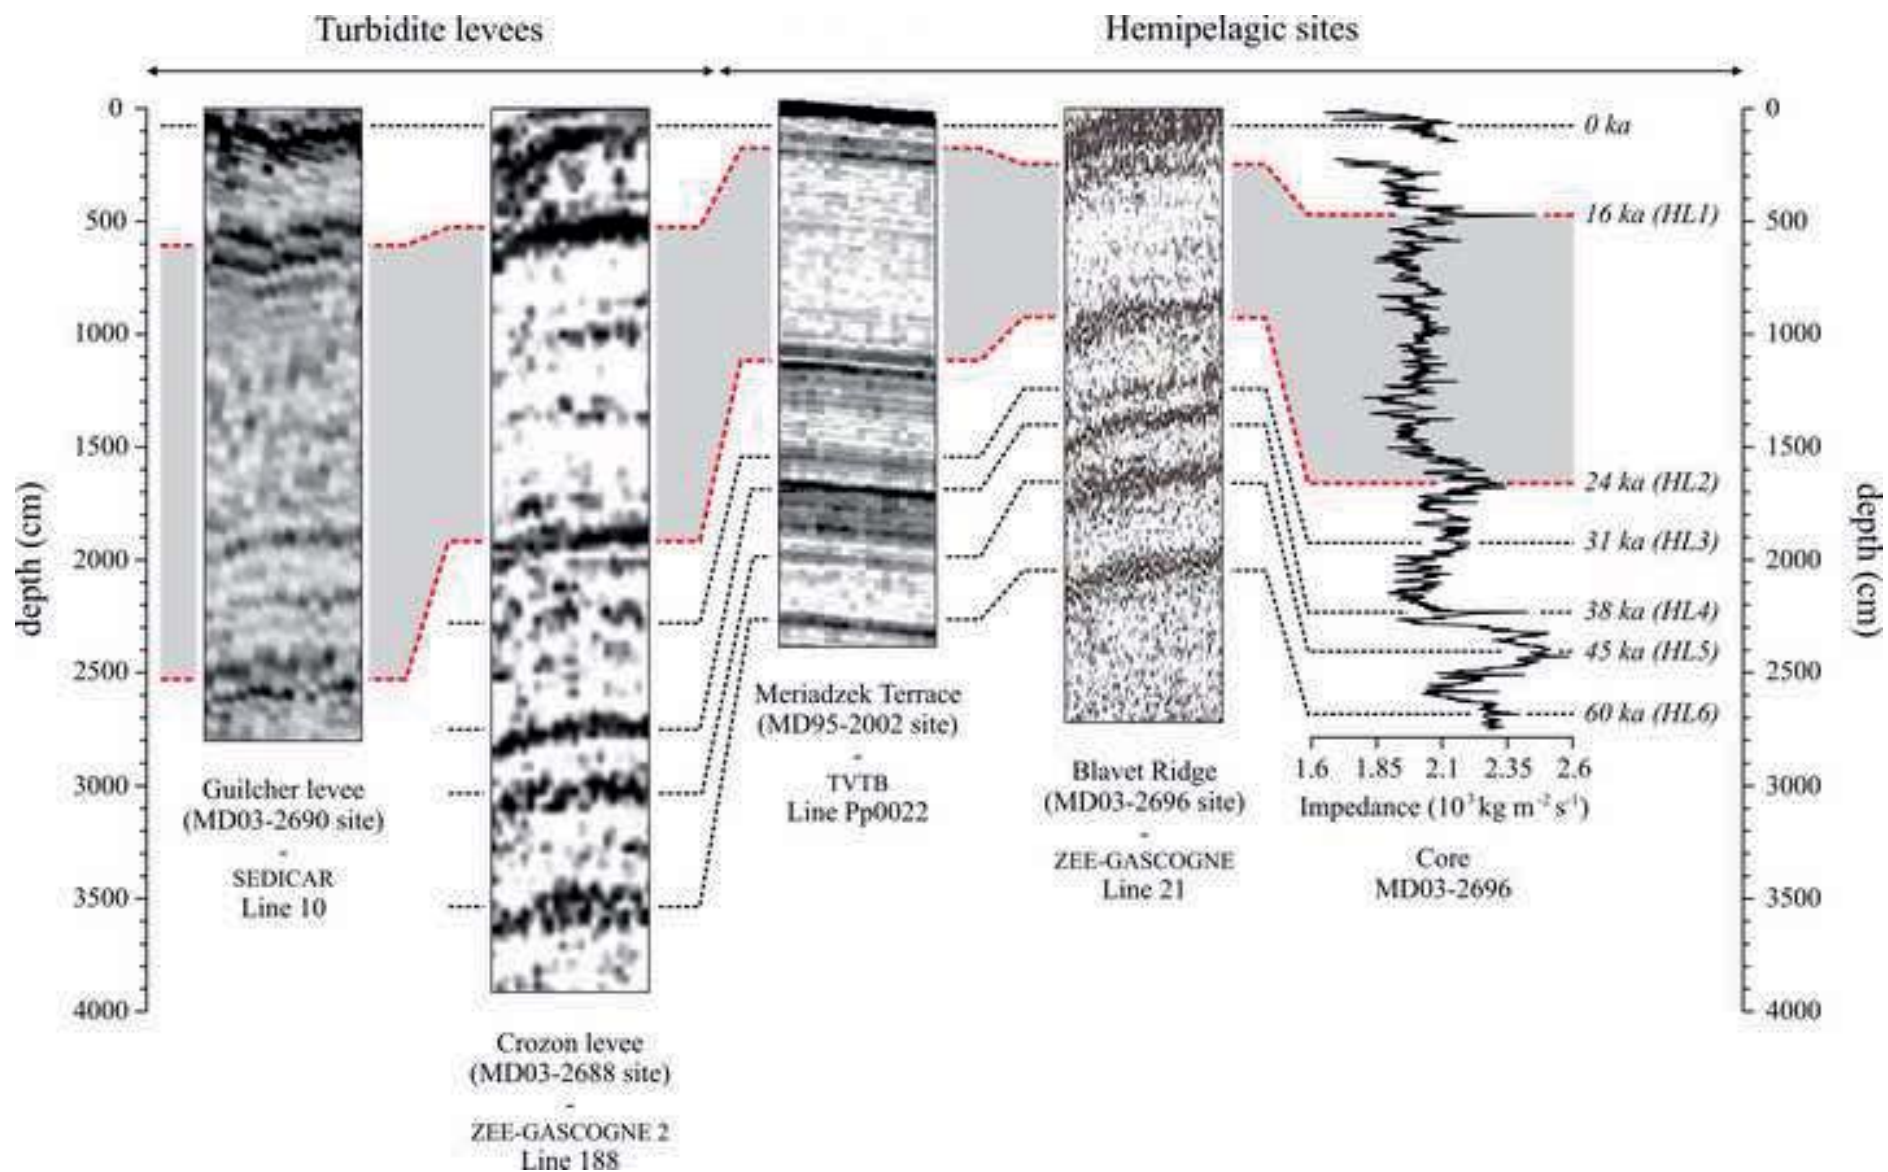 Turbidite levees
Hemipelagic sites
0
500
1000
1500
2000
2500
3000
3500
4000
depth (cm)
Guilcher levee
(MD03-2690 site)
-
SEDICAR
Line 10
Crozon levee
(MD03-2688 site)
-
ZEE-GASCOGNE 2
Line 188
Meriadzek Terrace
(MD95-2002 site)
-
TVTB
Line Pp0022
Blavet Ridge
(MD03-2696 site)
-
ZEE-GASCOGNE
Line 21
0 ka
16 ka (HL1)
24 ka (HL2)
31 ka (HL3)
38 ka (HL4)
45 ka (HL5)
60 ka (HL6)
1.6 1.85 2.1 2.35 2.6
Impedance (10³ kg m⁻² s⁻¹)
Core
MD03-2696
0
500
1000
1500
2000
2500
3000
3500
4000
depth (cm)